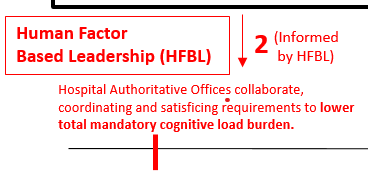 Human Factor
Based Leadership (HFBL)
2 (Informed
by HFBL)
Hospital Authoritative Offices collaborate,
coordinating and satisficing requirements to lower
total mandatory cognitive load burden.